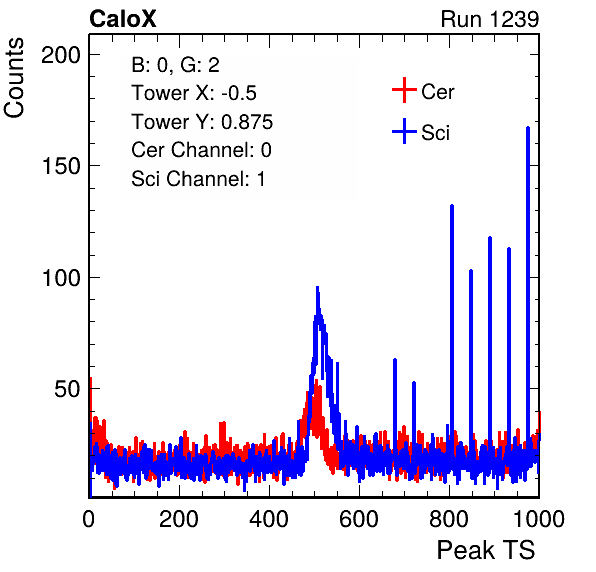 CaloX Run 1239
Counts
200
150
100
50
B: 0, G: 2
Tower X: -0.5
Tower Y: 0.875
Cer Channel: 0
Sci Channel: 1
Cer
Sci
0 200 400 600 800 1000
Peak TS